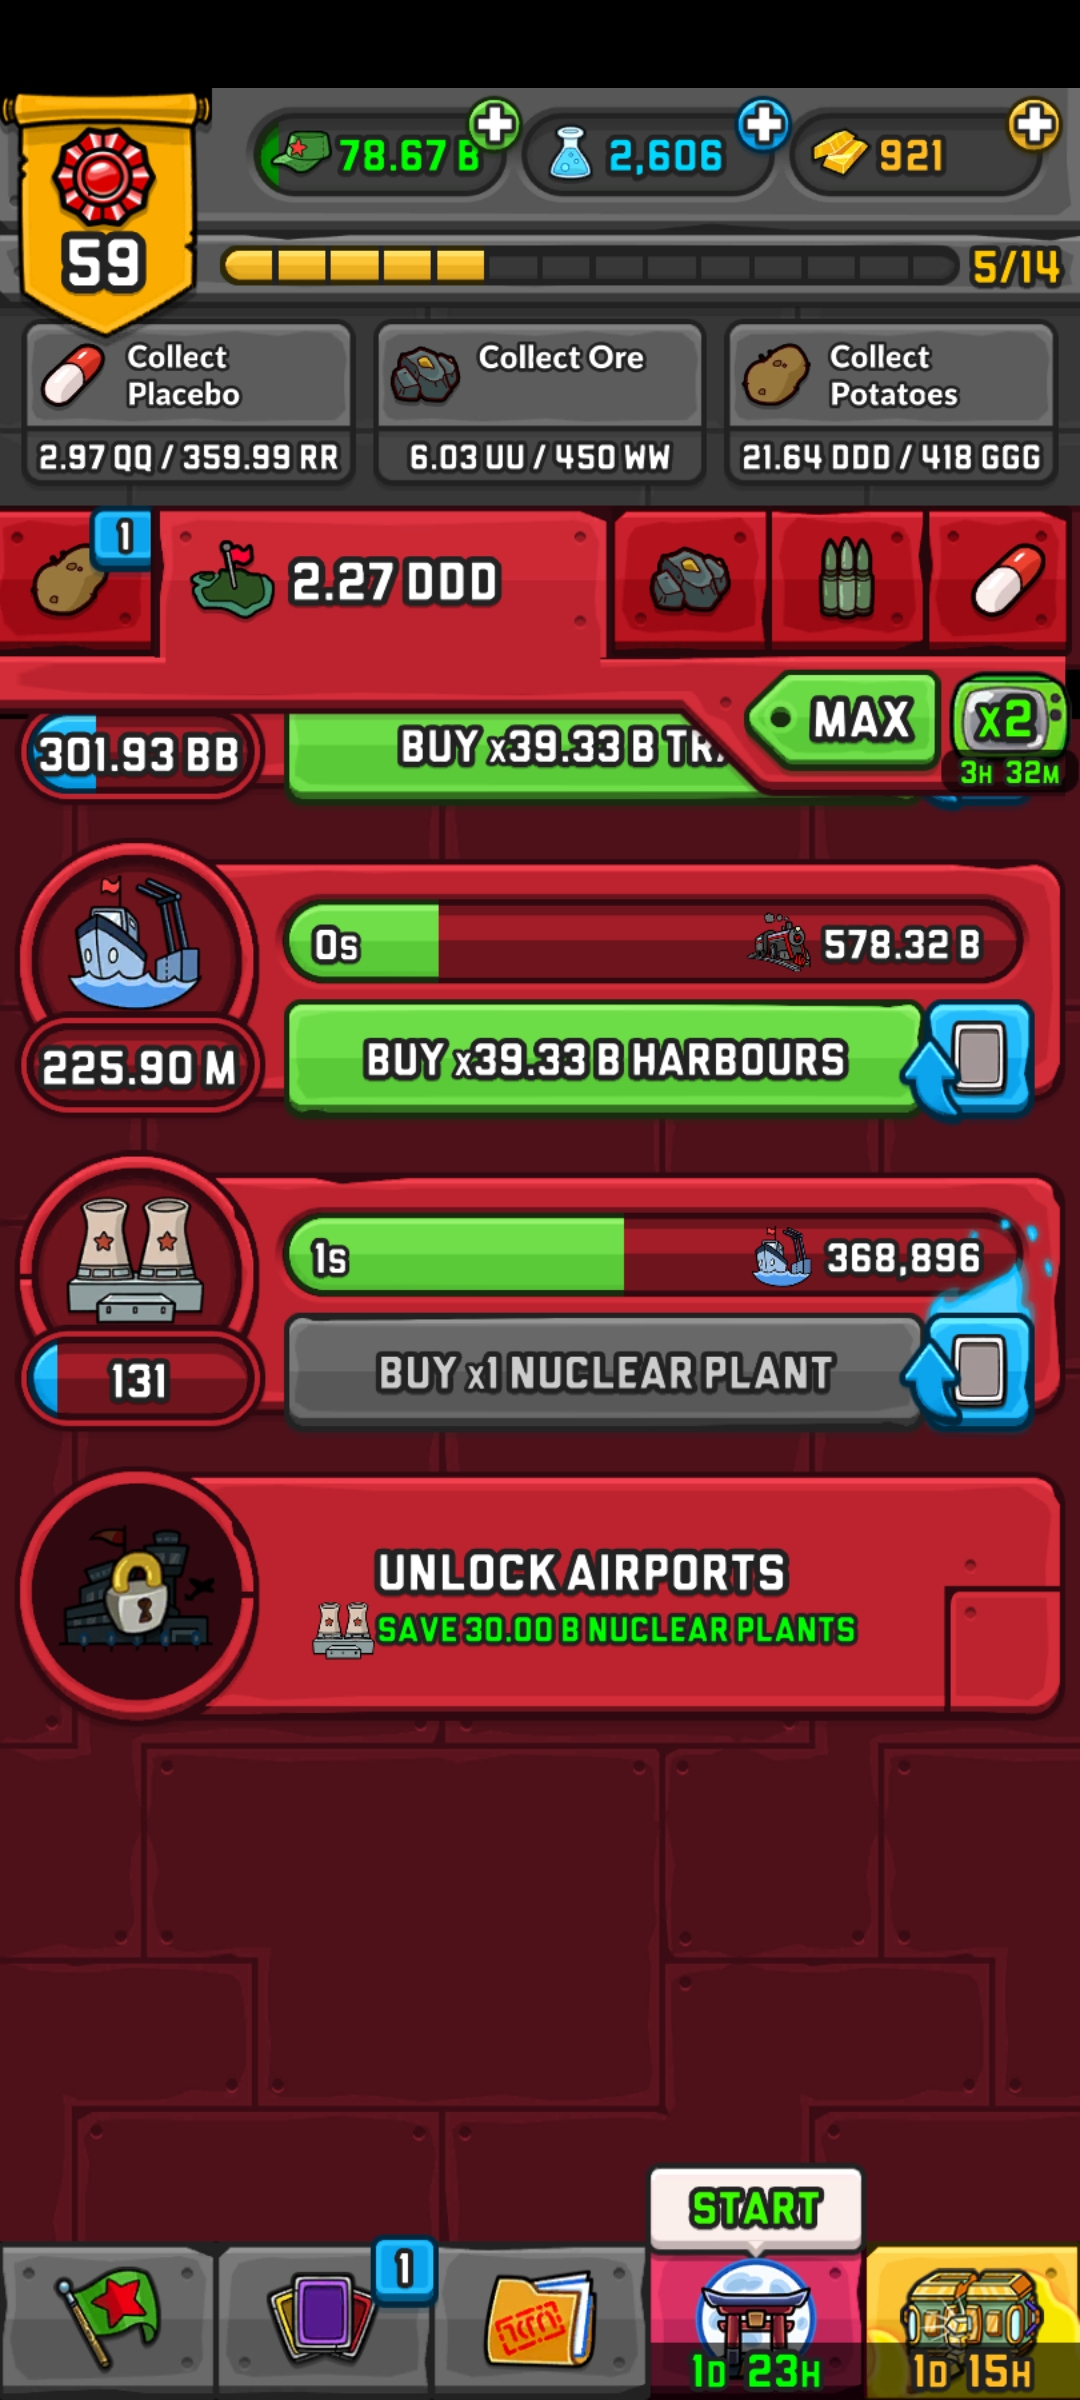 78.67 B
2,606
921
59
5/14
Collect
Placebo
2.97 QQ / 359.99 RR
Collect Ore
6.03 UU / 450 WW
Collect
Potatoes
21.64 DDD / 418 GGG
1
2.27 DDD
MAX
x2
3H 32M
301.93 BB
BUY x39.33 B
0s
578.32 B
225.90 M
BUY x39.33 B HARBOURS
1s
368,896
131
BUY x1 NUCLEAR PLANT
UNLOCK AIRPORTS
SAVE 30.00 B NUCLEAR PLANTS
START
1
1D 23H
1D 15H